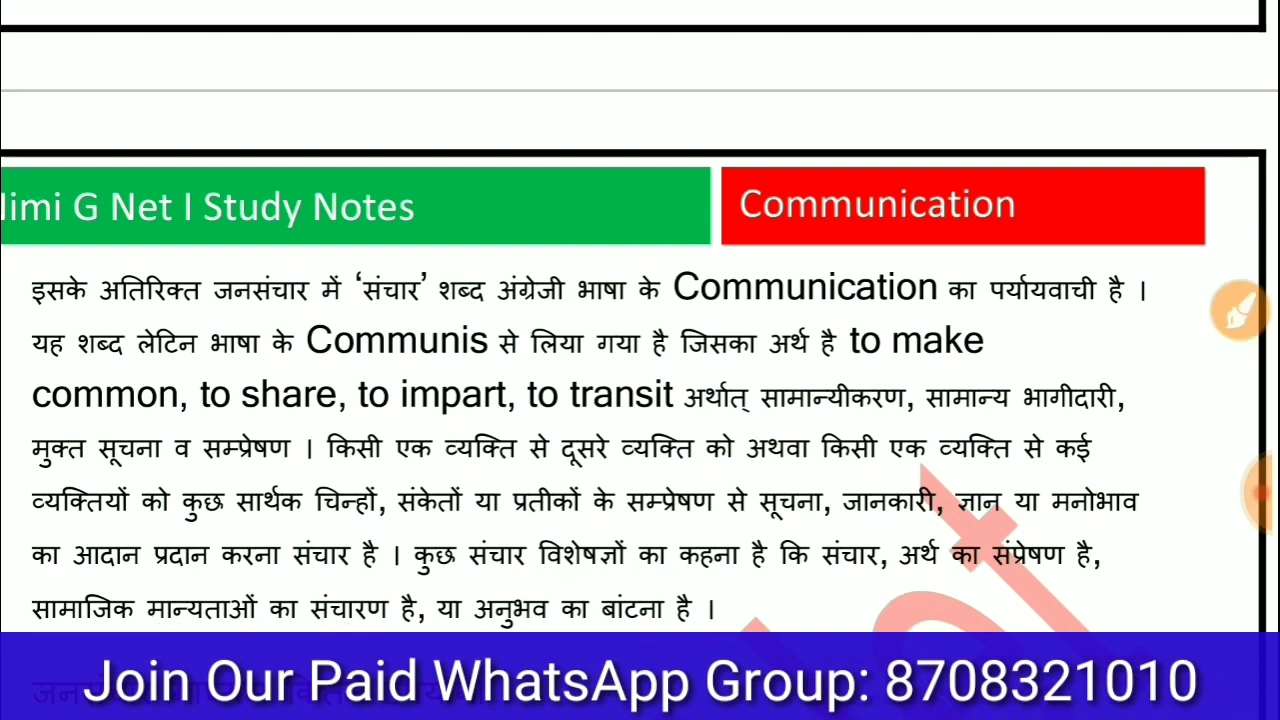 imi G Net I Study Notes
Communication
इसके अतिरिक्त जनसंचार में ‘संचार’ शब्द अंग्रेजी भाषा के Communication का पर्यायवाची है ।
यह शब्द लेटिन भाषा के Communis से लिया गया है जिसका अर्थ है to make
common, to share, to impart, to transit अर्थात् सामान्यीकरण, सामान्य भागीदारी,
मुक्त सूचना व सम्प्रेषण । किसी एक व्यक्ति से दूसरे व्यक्ति को अथवा किसी एक व्यक्ति से कई
व्यक्तियों को कुछ सार्थक चिन्हों, संकेतों या प्रतीकों के सम्प्रेषण से सूचना, जानकारी, ज्ञान या मनोभाव
का आदान प्रदान करना संचार है । कुछ संचार विशेषज्ञों का कहना है कि संचार, अर्थ का संप्रेषण है,
सामाजिक मान्यताओं का संचारण है, या अनुभव का बांटना है ।
Join Our Paid WhatsApp Group: 8708321010